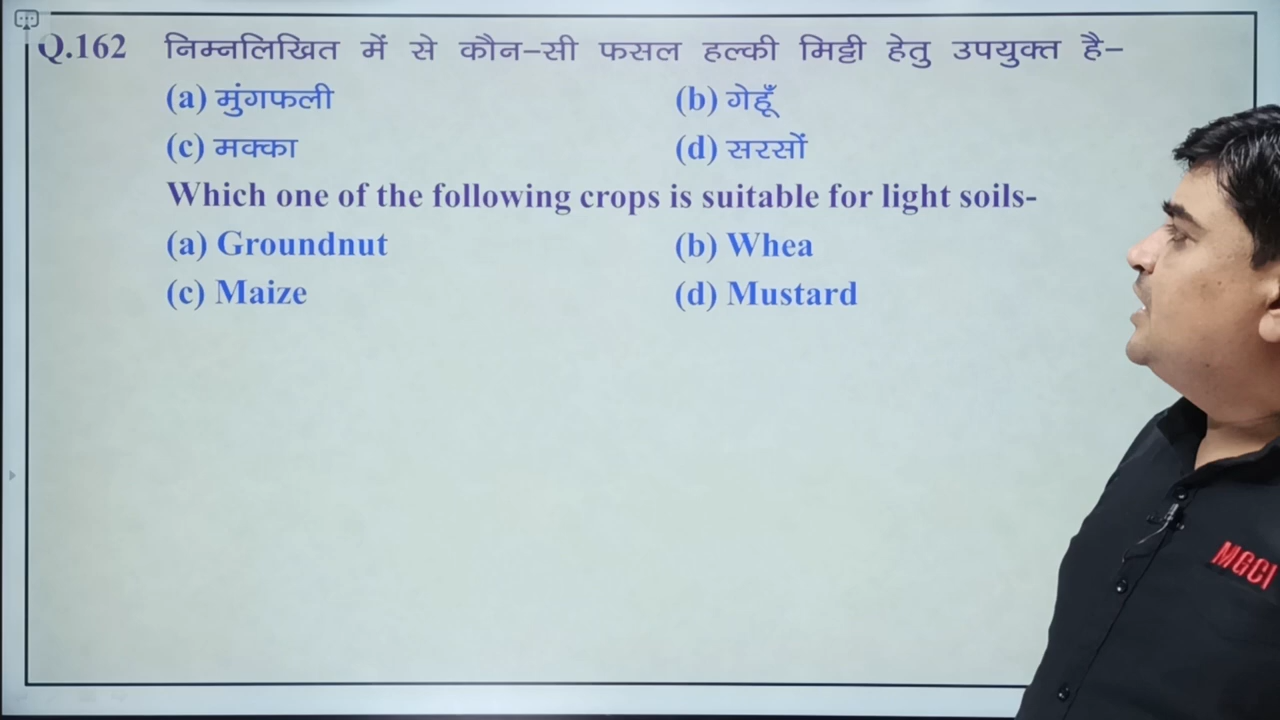 Q.162 निम्नलिखित में से कौन–सी फसल हल्की मिट्टी हेतु उपयुक्त है–
(a) मुंगफली (b) गेहूँ
(c) मक्का (d) सरसों
Which one of the following crops is suitable for light soils-
(a) Groundnut (b) Whea
(c) Maize (d) Mustard
MGCI